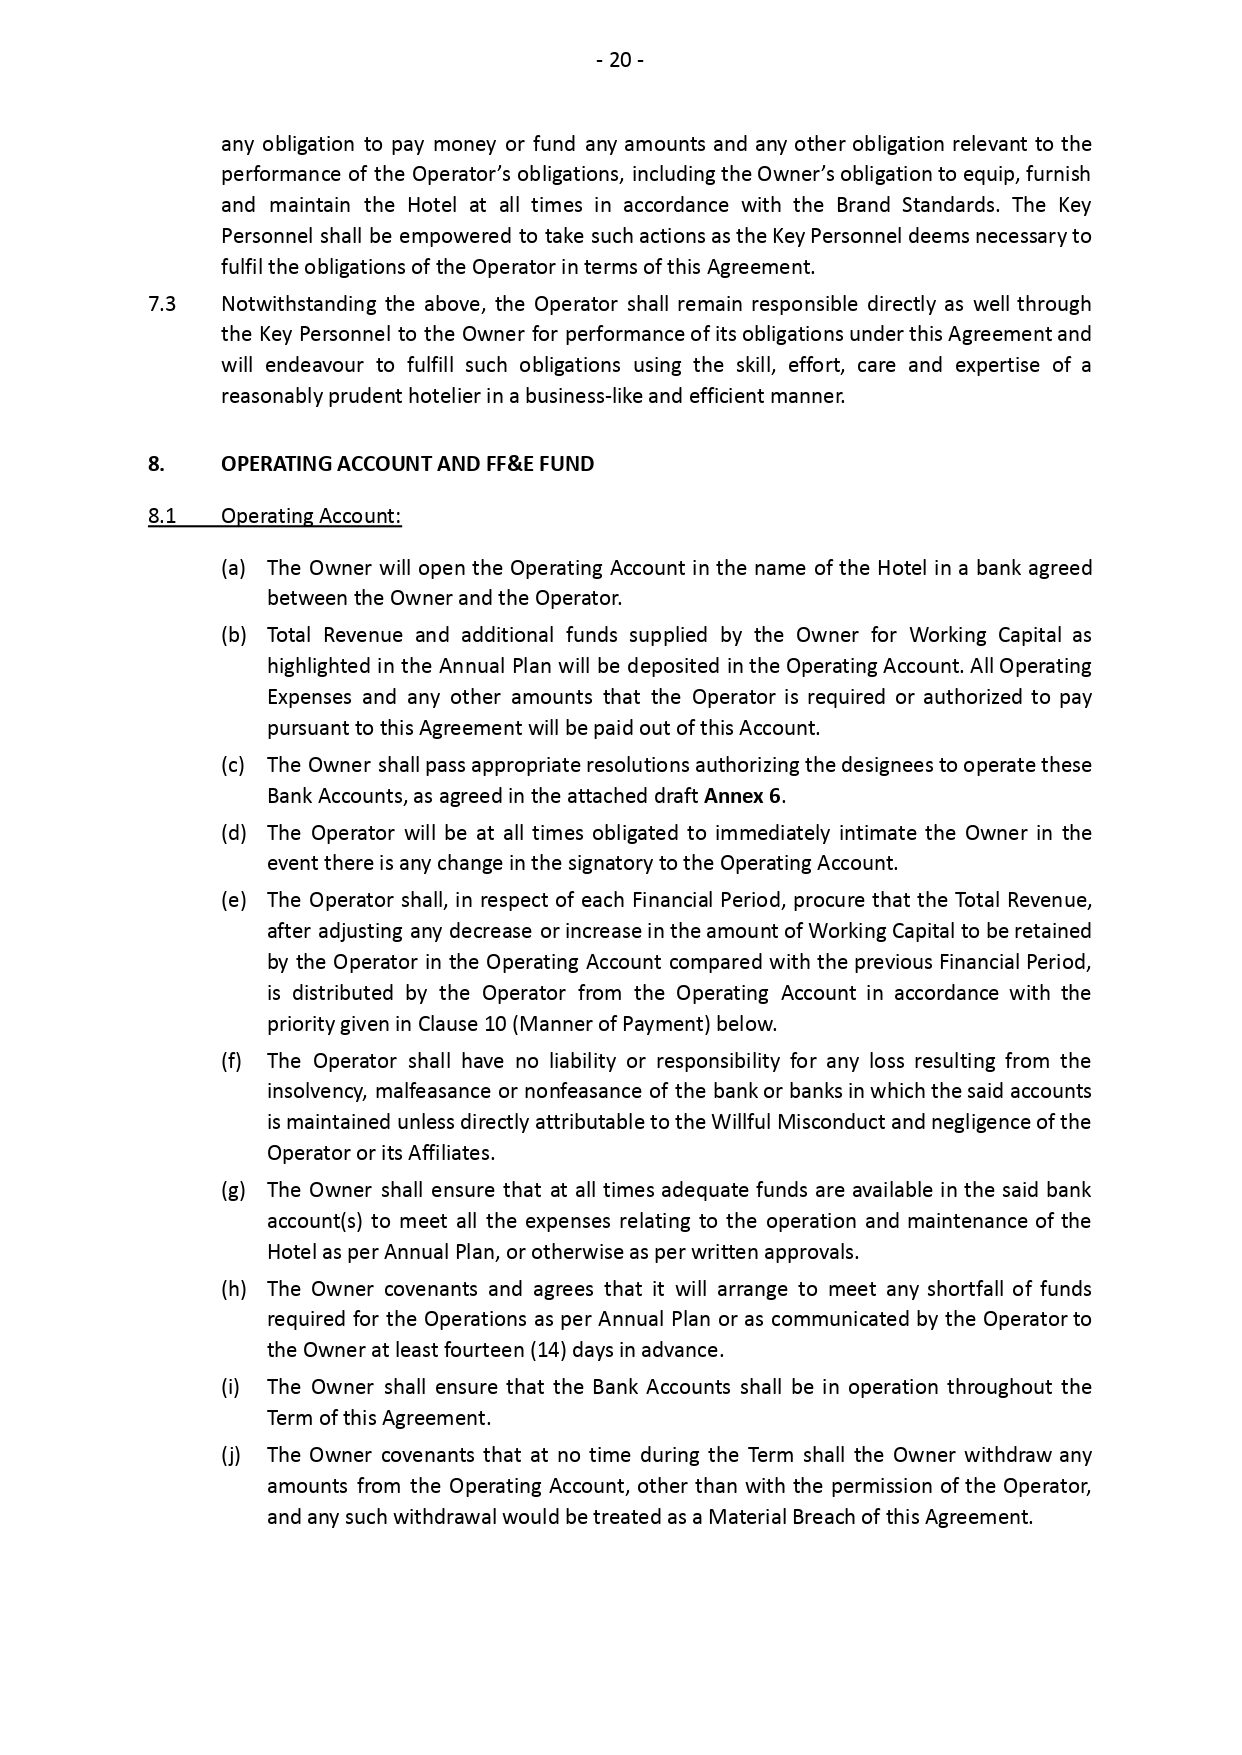 - 20 -
any obligation to pay money or fund any amounts and any other obligation relevant to the
performance of the Operator’s obligations, including the Owner’s obligation to equip, furnish
and maintain the Hotel at all times in accordance with the Brand Standards. The Key
Personnel shall be empowered to take such actions as the Key Personnel deems necessary to
fulfil the obligations of the Operator in terms of this Agreement.
7.3 Notwithstanding the above, the Operator shall remain responsible directly as well through
the Key Personnel to the Owner for performance of its obligations under this Agreement and
will endeavour to fulfill such obligations using the skill, effort, care and expertise of a
reasonably prudent hotelier in a business-like and efficient manner.
8. OPERATING ACCOUNT AND FF&E FUND
8.1 Operating Account:
(a) The Owner will open the Operating Account in the name of the Hotel in a bank agreed
between the Owner and the Operator.
(b) Total Revenue and additional funds supplied by the Owner for Working Capital as
highlighted in the Annual Plan will be deposited in the Operating Account. All Operating
Expenses and any other amounts that the Operator is required or authorized to pay
pursuant to this Agreement will be paid out of this Account.
(c) The Owner shall pass appropriate resolutions authorizing the designees to operate these
Bank Accounts, as agreed in the attached draft Annex 6.
(d) The Operator will be at all times obligated to immediately intimate the Owner in the
event there is any change in the signatory to the Operating Account.
(e) The Operator shall, in respect of each Financial Period, procure that the Total Revenue,
after adjusting any decrease or increase in the amount of Working Capital to be retained
by the Operator in the Operating Account compared with the previous Financial Period,
is distributed by the Operator from the Operating Account in accordance with the
priority given in Clause 10 (Manner of Payment) below.
(f) The Operator shall have no liability or responsibility for any loss resulting from the
insolvency, malfeasance or nonfeasance of the bank or banks in which the said accounts
is maintained unless directly attributable to the Willful Misconduct and negligence of the
Operator or its Affiliates.
(g) The Owner shall ensure that at all times adequate funds are available in the said bank
account(s) to meet all the expenses relating to the operation and maintenance of the
Hotel as per Annual Plan, or otherwise as per written approvals.
(h) The Owner covenants and agrees that it will arrange to meet any shortfall of funds
required for the Operations as per Annual Plan or as communicated by the Operator to
the Owner at least fourteen (14) days in advance.
(i) The Owner shall ensure that the Bank Accounts shall be in operation throughout the
Term of this Agreement.
(j) The Owner covenants that at no time during the Term shall the Owner withdraw any
amounts from the Operating Account, other than with the permission of the Operator,
and any such withdrawal would be treated as a Material Breach of this Agreement.